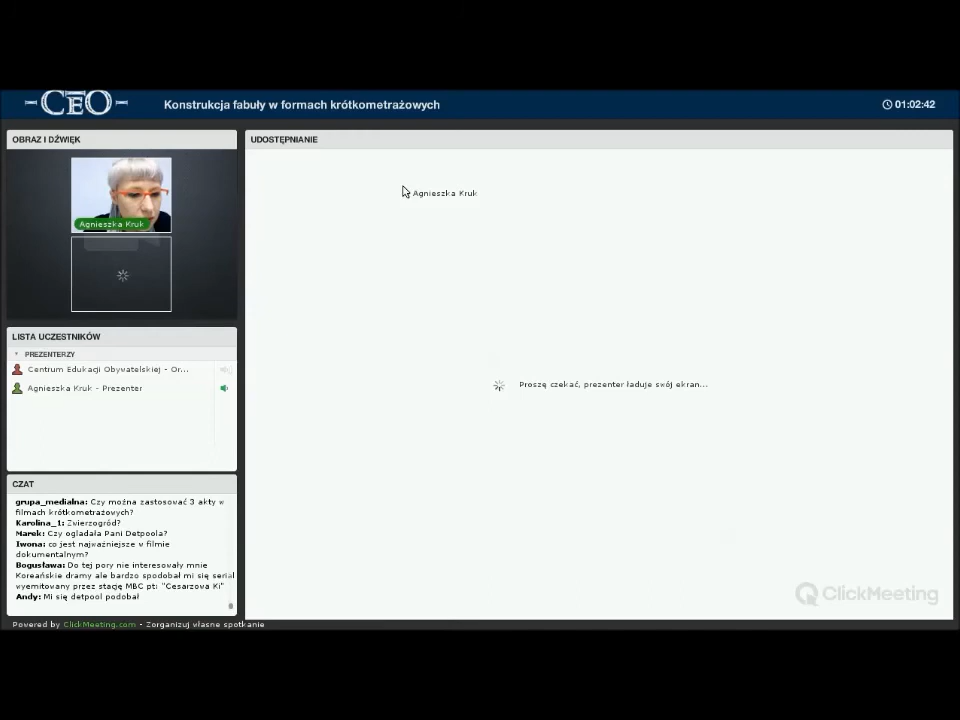 CEO
Konstrukcja fabuły w formach krótkometrażowych
01:02:42
OBRAZ I DŹWIĘK
UDOSTĘPNIANIE
Agnieszka Kruk
Agnieszka Kruk
LISTA UCZESTNIKÓW
PREZENTERZY
Centrum Edukacji Obywatelskiej - Or...
Agnieszka Kruk - Prezenter
Proszę czekać, prezenter ładuje swój ekran...
CZAT
grupa_medialna: Czy można zastosować 3 akty w
filmach krótkometrażowych?
Karolina_1: Zwierzogród?
Marek: Czy oglądała Pani Detpoola?
Iwona: co jest najważniejsze w filmie
dokumentalnym?
Bogusława: Do tej pory nie interesowały mnie
Koreańskie dramy ale bardzo spodobał mi się serial
wyemitowany przez stację MBC pt: "Cesarzowa Ki"
Andy: Mi się detpool podobał
ClickMeeting
Powered by ClickMeeting.com - Zorganizuj własne spotkanie